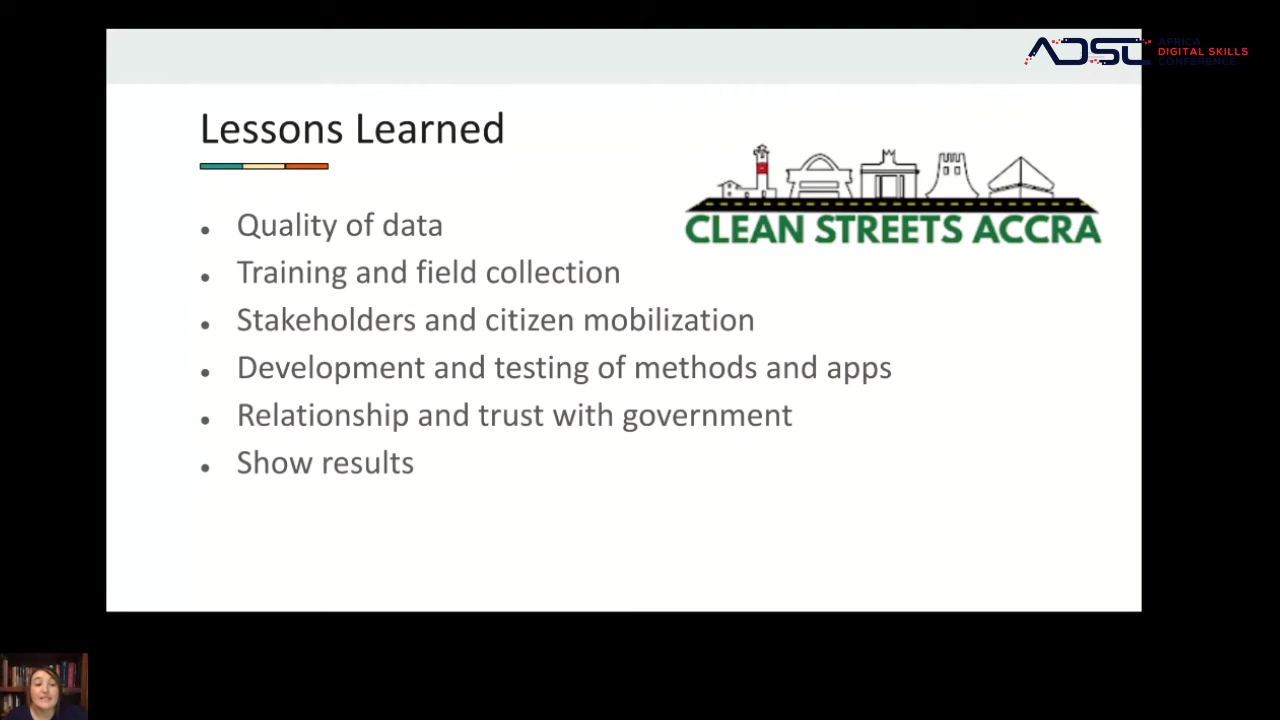 AFRICA
DIGITAL SKILLS
CONFERENCE
ADSC
Lessons Learned
CLEAN STREETS ACCRA
• Quality of data
• Training and field collection
• Stakeholders and citizen mobilization
• Development and testing of methods and apps
• Relationship and trust with government
• Show results